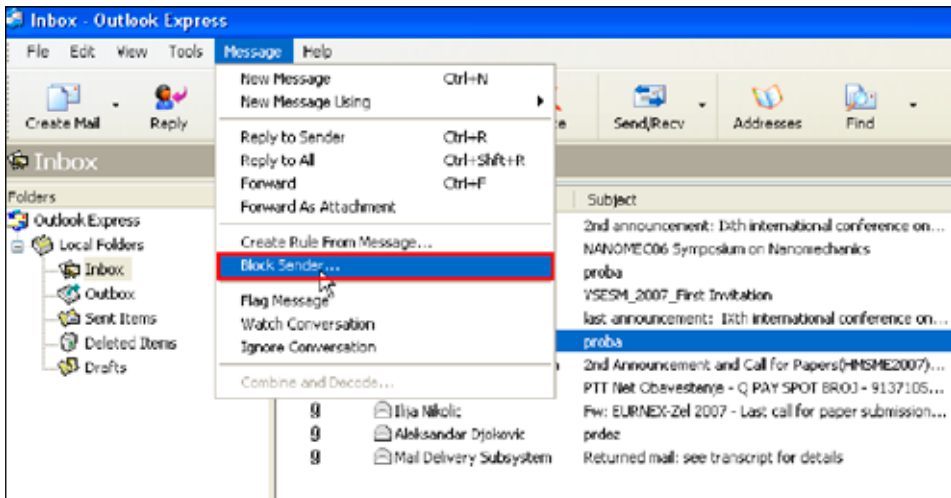 Inbox - Outlook Express
File Edit View Tools Message Help
Create Mail Reply Send/Recv Addresses Find
Inbox
New Message Ctrl+N
New Message Using
Reply to Sender Ctrl+R
Reply to All Ctrl+Shft+R
Forward Ctrl+F
Forward As Attachment
Create Rule From Message...
Block Sender...
Flag Message
Watch Conversation
Ignore Conversation
Combine and Decode...
Folders
Outlook Express
Local Folders
Inbox
Outbox
Sent Items
Deleted Items
Drafts
Subject
2nd announcement: IXth international conference on...
NANOMEC06 Symposium on Nanomechanics
proba
YSESM_2007_First Invitation
last announcement: IXth international conference on...
proba
2nd Announcement and Call for Papers(HMSME2007)...
PTT Net Obavestenje - Q PAY SPOT BROJ - 9137105...
Ilija Nikolic Fw: EURNEX-Zel 2007 - Last call for paper submission...
Aleksandar Djokovic prdez
Mail Delivery Subsystem Returned mail: see transcript for details